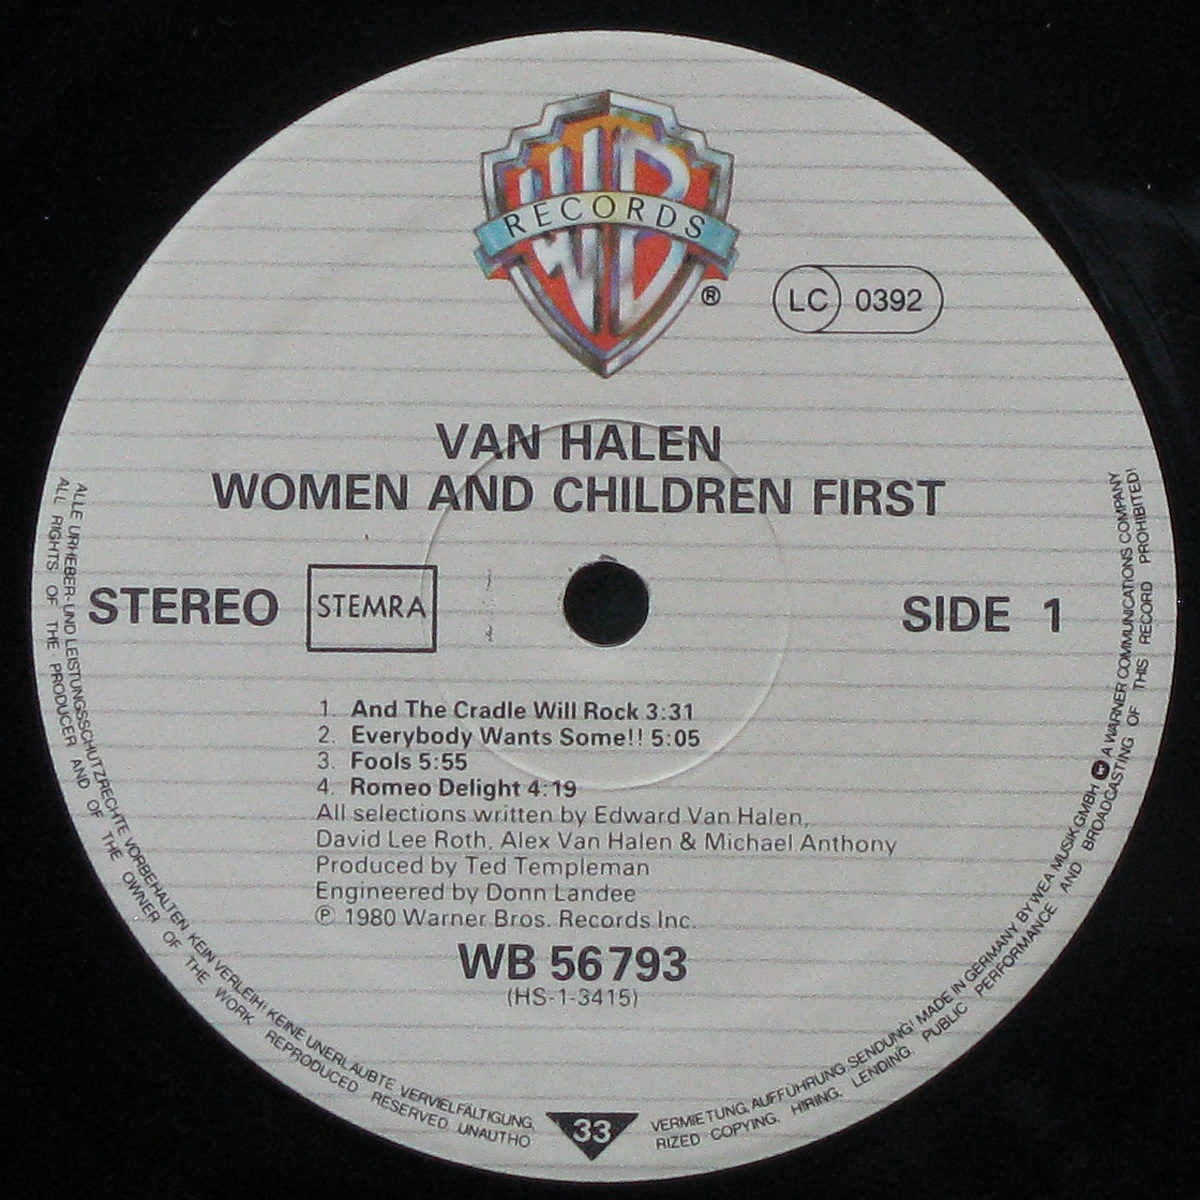 WB
RECORDS
®
LC 0392
VAN HALEN
WOMEN AND CHILDREN FIRST
STEREO
STEMRA
SIDE 1
1. And The Cradle Will Rock 3:31
2. Everybody Wants Some!! 5:05
3. Fools 5:55
4. Romeo Delight 4:19
All selections written by Edward Van Halen,
David Lee Roth, Alex Van Halen & Michael Anthony
Produced by Ted Templeman
Engineered by Donn Landee
℗ 1980 Warner Bros. Records Inc.
WB 56 793
(HS-1-3415)
ALLE URHEBER- UND LEISTUNGSSCHUTZRECHTE VORBEHALTEN KEIN VERLEIH! KEINE UNERLAUBTE VERVIELFÄLTIGUNG, VERMIETUNG, AUFFÜHRUNG, SENDUNG! MADE IN GERMANY BY WEA MUSIK GMBH A WARNER COMMUNICATIONS COMPANY
ALL RIGHTS OF THE PRODUCER AND OF THE OWNER OF THE WORK REPRODUCED RESERVED UNAUTHO RIZED COPYING, HIRING, LENDING, PUBLIC PERFORMANCE AND BROADCASTING OF THIS RECORD PROHIBITED!
33